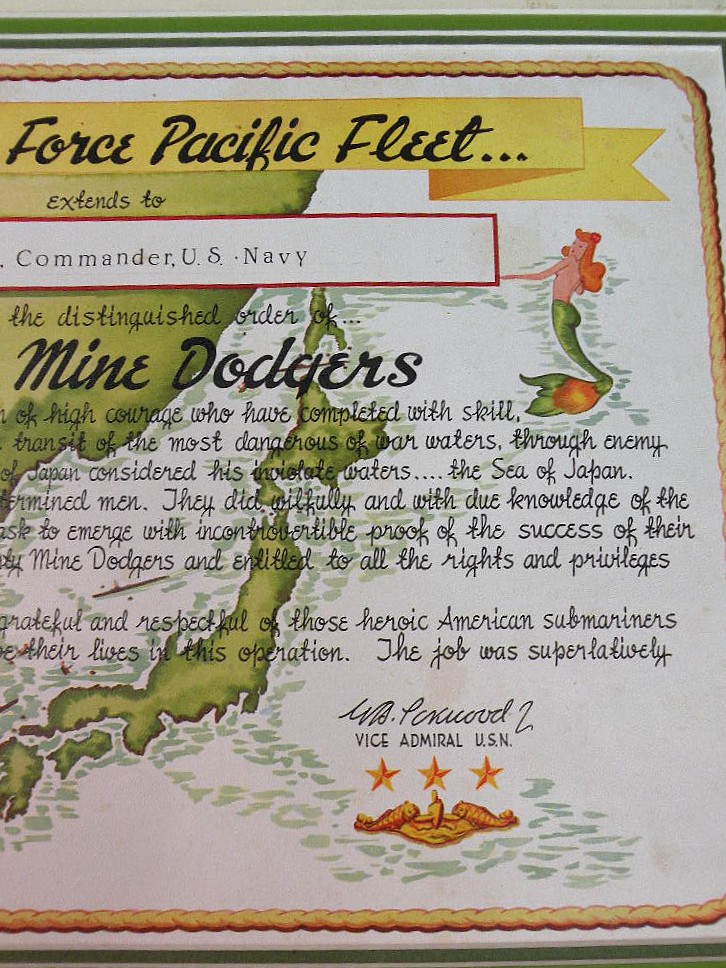 Force Pacific Fleet...
extends to
, Commander, U.S. Navy
the distinguished order of...
Mine Dodgers
of high courage who have completed with skill,
transit of the most dangerous of war waters, through enemy
of Japan considered his inviolate waters.... the Sea of Japan.
termined men. They did wilfully and with due knowledge of the
ask to emerge with incontrovertible proof of the success of their
ty Mine Dodgers and entitled to all the rights and privileges
grateful and respectful of those heroic American submariners
their lives in this operation. The job was superlatively
VICE ADMIRAL U.S.N.